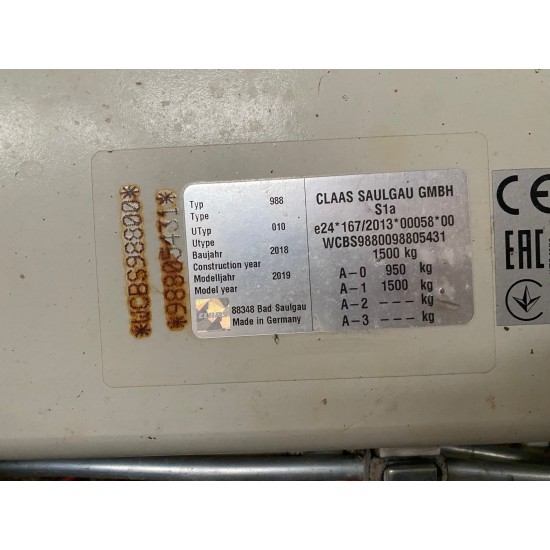 *WCBS98800*
*98805431*
Typ 988
Type
UTyp 010
Utype
Baujahr 2018
Construction year
Modelljahr 2019
Model year
CLAAS
88348 Bad Saulgau
Made in Germany
CLAAS SAULGAU GMBH
S1a
e24*167/2013*00058*00
WCBS9880098805431
1500 kg
A-0 950 kg
A-1 1500 kg
A-2 --- kg
A-3 --- kg
CE
EAC